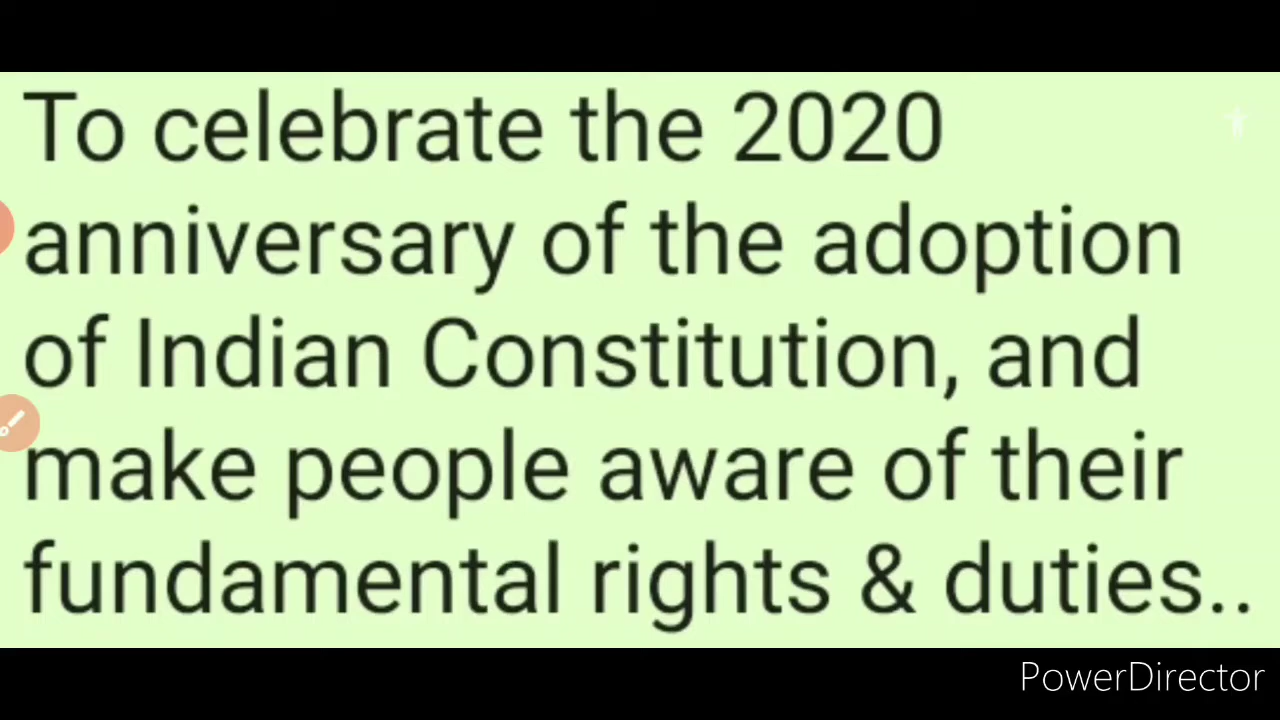 To celebrate the 2020
anniversary of the adoption
of Indian Constitution, and
make people aware of their
fundamental rights & duties..
PowerDirector